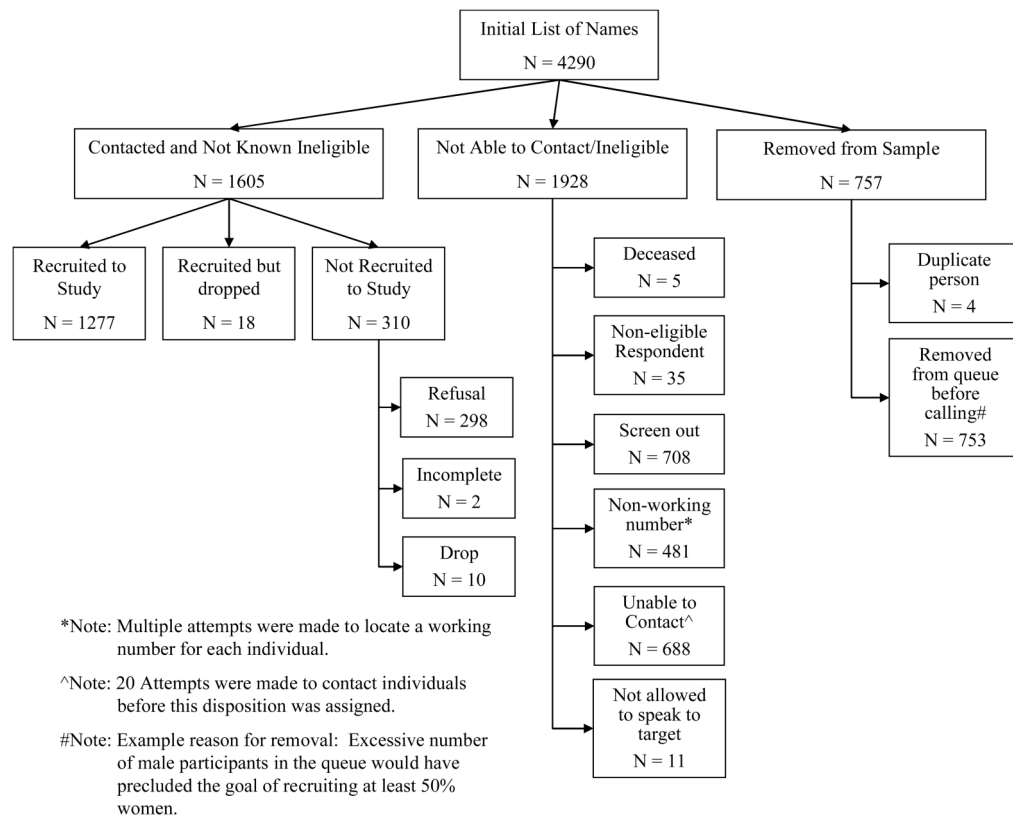 Initial List of Names
N = 4290
Contacted and Not Known Ineligible
N = 1605
Not Able to Contact/Ineligible
N = 1928
Removed from Sample
N = 757
Recruited to
Study
N = 1277
Recruited but
dropped
N = 18
Not Recruited
to Study
N = 310
Refusal
N = 298
Incomplete
N = 2
Drop
N = 10
Deceased
N = 5
Non-eligible
Respondent
N = 35
Screen out
N = 708
Non-working
number*
N = 481
Unable to
Contact^
N = 688
Not allowed
to speak to
target
N = 11
Duplicate
person
N = 4
Removed
from queue
before
calling#
N = 753
*Note: Multiple attempts were made to locate a working
number for each individual.
^Note: 20 Attempts were made to contact individuals
before this disposition was assigned.
#Note: Example reason for removal: Excessive number
of male participants in the queue would have
precluded the goal of recruiting at least 50%
women.